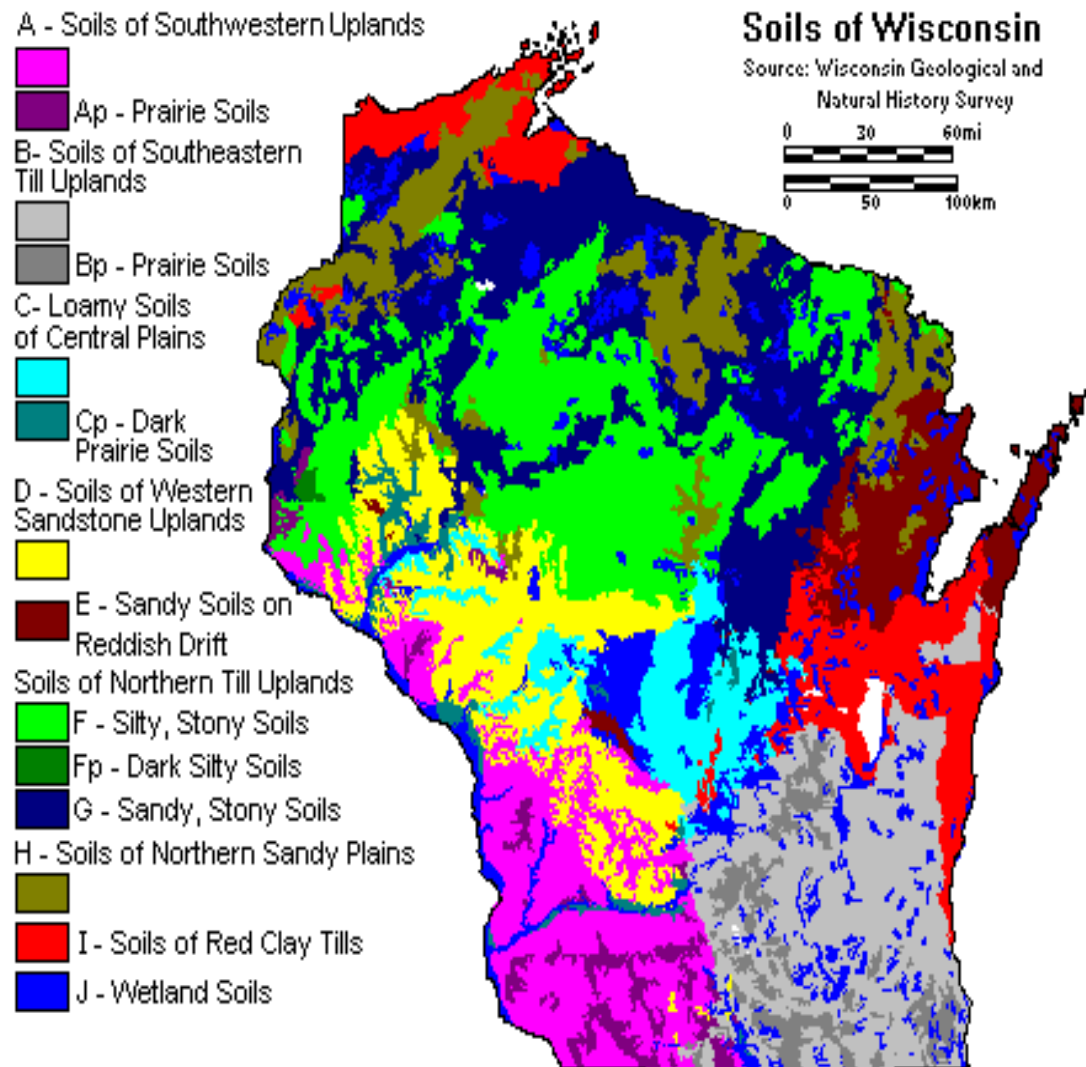 A - Soils of Southwestern Uplands
Ap - Prairie Soils
B- Soils of Southeastern
Till Uplands
Bp - Prairie Soils
C- Loamy Soils
of Central Plains
Cp - Dark
Prairie Soils
D - Soils of Western
Sandstone Uplands
E - Sandy Soils on
Reddish Drift
Soils of Northern Till Uplands
F - Silty, Stony Soils
Fp - Dark Silty Soils
G - Sandy, Stony Soils
H - Soils of Northern Sandy Plains
I - Soils of Red Clay Tills
J - Wetland Soils
Soils of Wisconsin
Source: Wisconsin Geological and
Natural History Survey
0 30 60mi
0 50 100km